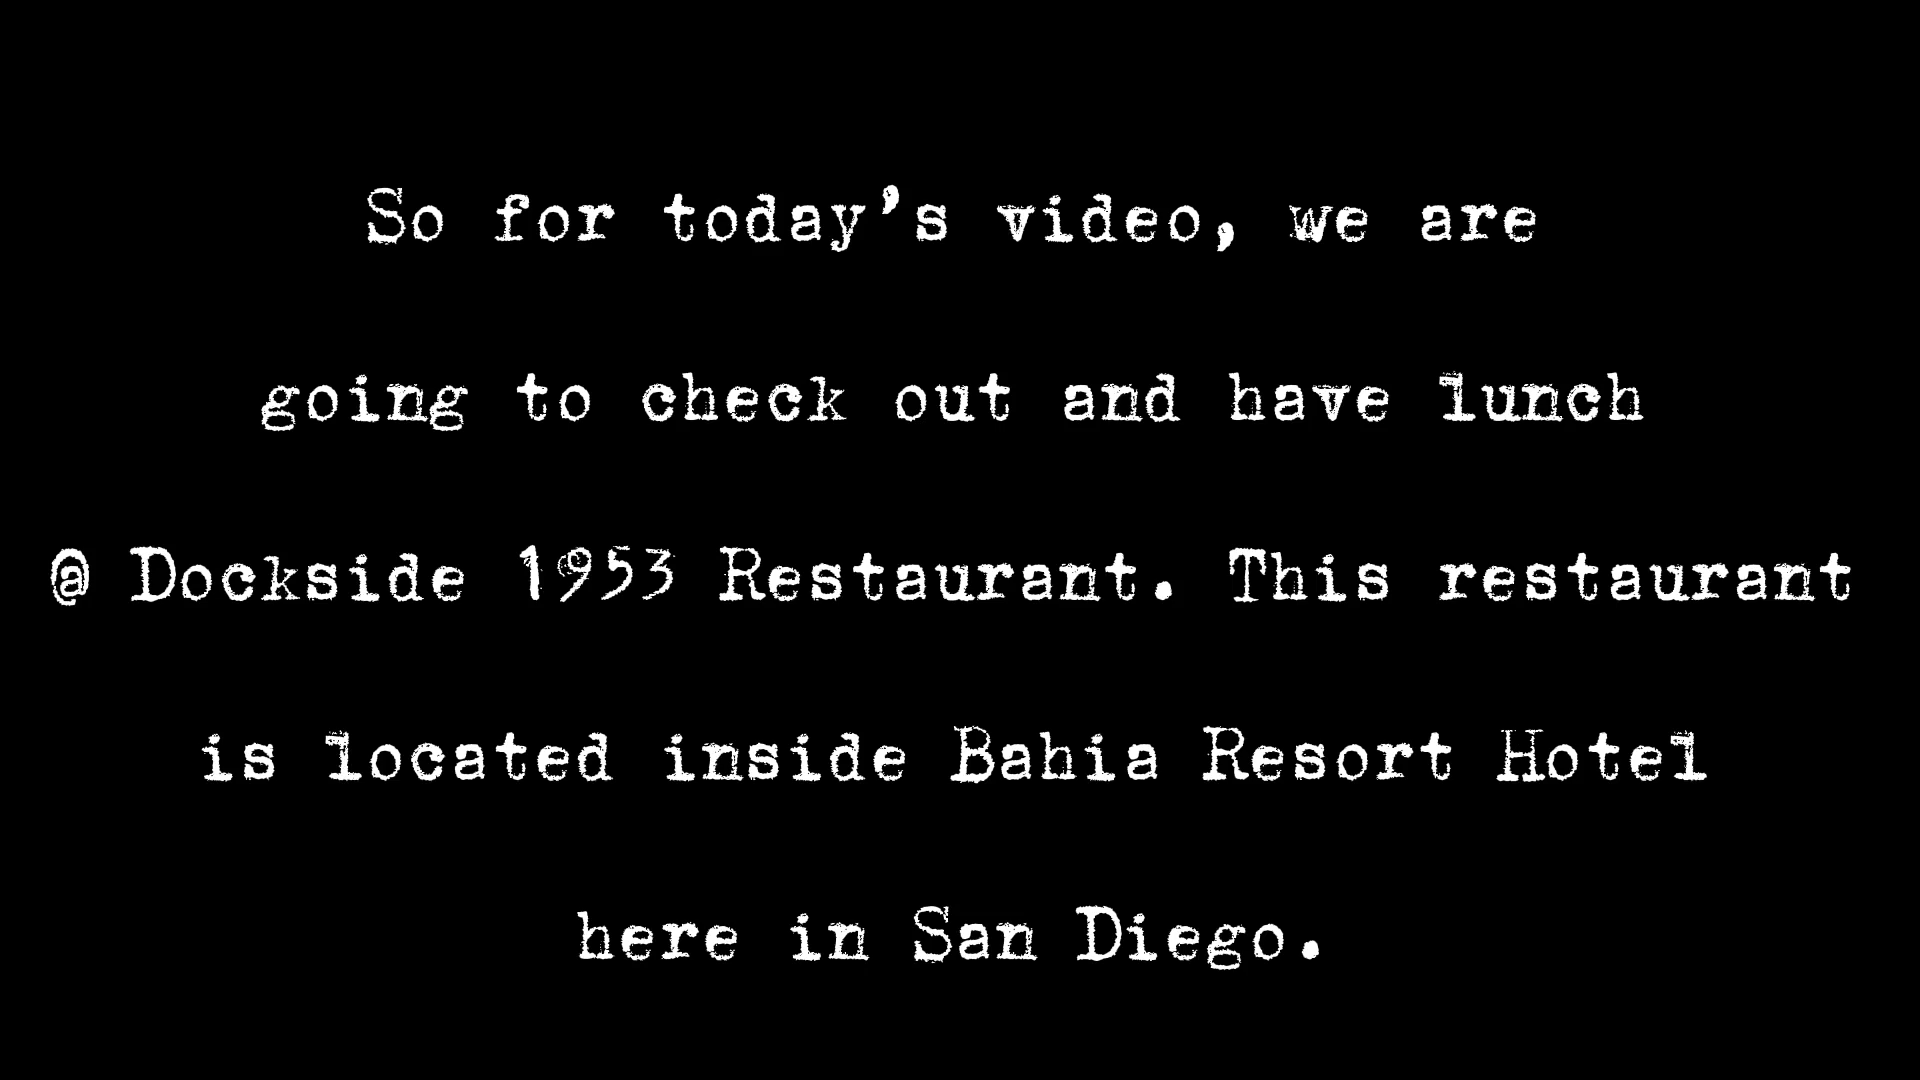 So for today's video, we are
going to check out and have lunch
@ Dockside 1953 Restaurant. This restaurant
is located inside Bahia Resort Hotel
here in San Diego.